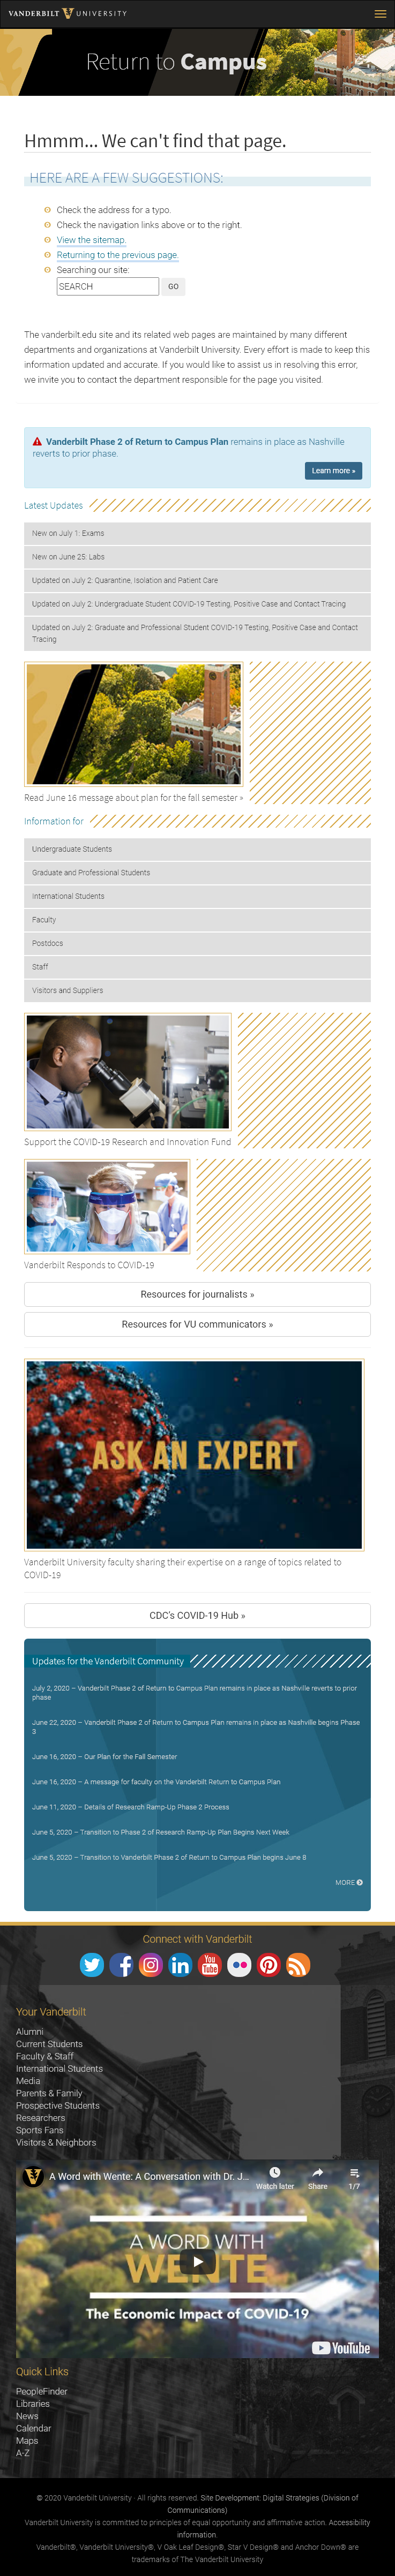 VANDERBILT V UNIVERSITY
Return to Campus
Hmmm... We can't find that page.
HERE ARE A FEW SUGGESTIONS:
Check the address for a typo.
Check the navigation links above or to the right.
View the sitemap.
Returning to the previous page.
Searching our site:
SEARCH GO
The vanderbilt.edu site and its related web pages are maintained by many different
departments and organizations at Vanderbilt University. Every effort is made to keep this
information updated and accurate. If you would like to assist us in resolving this error,
we invite you to contact the department responsible for the page you visited.
Vanderbilt Phase 2 of Return to Campus Plan remains in place as Nashville
reverts to prior phase.
Learn more »
Latest Updates
New on July 1: Exams
New on June 25: Labs
Updated on July 2: Quarantine, Isolation and Patient Care
Updated on July 2: Undergraduate Student COVID-19 Testing, Positive Case and Contact Tracing
Updated on July 2: Graduate and Professional Student COVID-19 Testing, Positive Case and Contact
Tracing
Read June 16 message about plan for the fall semester »
Information for
Undergraduate Students
Graduate and Professional Students
International Students
Faculty
Postdocs
Staff
Visitors and Suppliers
Support the COVID-19 Research and Innovation Fund
Vanderbilt Responds to COVID-19
Resources for journalists »
Resources for VU communicators »
ASK AN EXPERT
Vanderbilt University faculty sharing their expertise on a range of topics related to
COVID-19
CDC's COVID-19 Hub »
Updates for the Vanderbilt Community
July 2, 2020 – Vanderbilt Phase 2 of Return to Campus Plan remains in place as Nashville reverts to prior
phase
June 22, 2020 – Vanderbilt Phase 2 of Return to Campus Plan remains in place as Nashville begins Phase
3
June 16, 2020 – Our Plan for the Fall Semester
June 16, 2020 – A message for faculty on the Vanderbilt Return to Campus Plan
June 11, 2020 – Details of Research Ramp-Up Phase 2 Process
June 5, 2020 – Transition to Phase 2 of Research Ramp-Up Plan Begins Next Week
June 5, 2020 – Transition to Vanderbilt Phase 2 of Return to Campus Plan begins June 8
MORE
Connect with Vanderbilt
You Tube
Your Vanderbilt
Alumni
Current Students
Faculty & Staff
International Students
Media
Parents & Family
Prospective Students
Researchers
Sports Fans
Visitors & Neighbors
A Word with Wente: A Conversation with Dr. J...
Watch later Share 1/7
A WORD WITH
WENTE
The Economic Impact of COVID-19
YouTube
Quick Links
PeopleFinder
Libraries
News
Calendar
Maps
A-Z
© 2020 Vanderbilt University · All rights reserved. Site Development: Digital Strategies (Division of
Communications)
Vanderbilt University is committed to principles of equal opportunity and affirmative action. Accessibility
information.
Vanderbilt®, Vanderbilt University®, V Oak Leaf Design®, Star V Design® and Anchor Down® are
trademarks of The Vanderbilt University